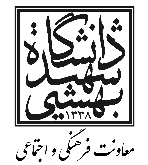 دانشگاه
شهید
بهشتی
۱۳۳۸
معاونت فرهنگی و اجتماعی